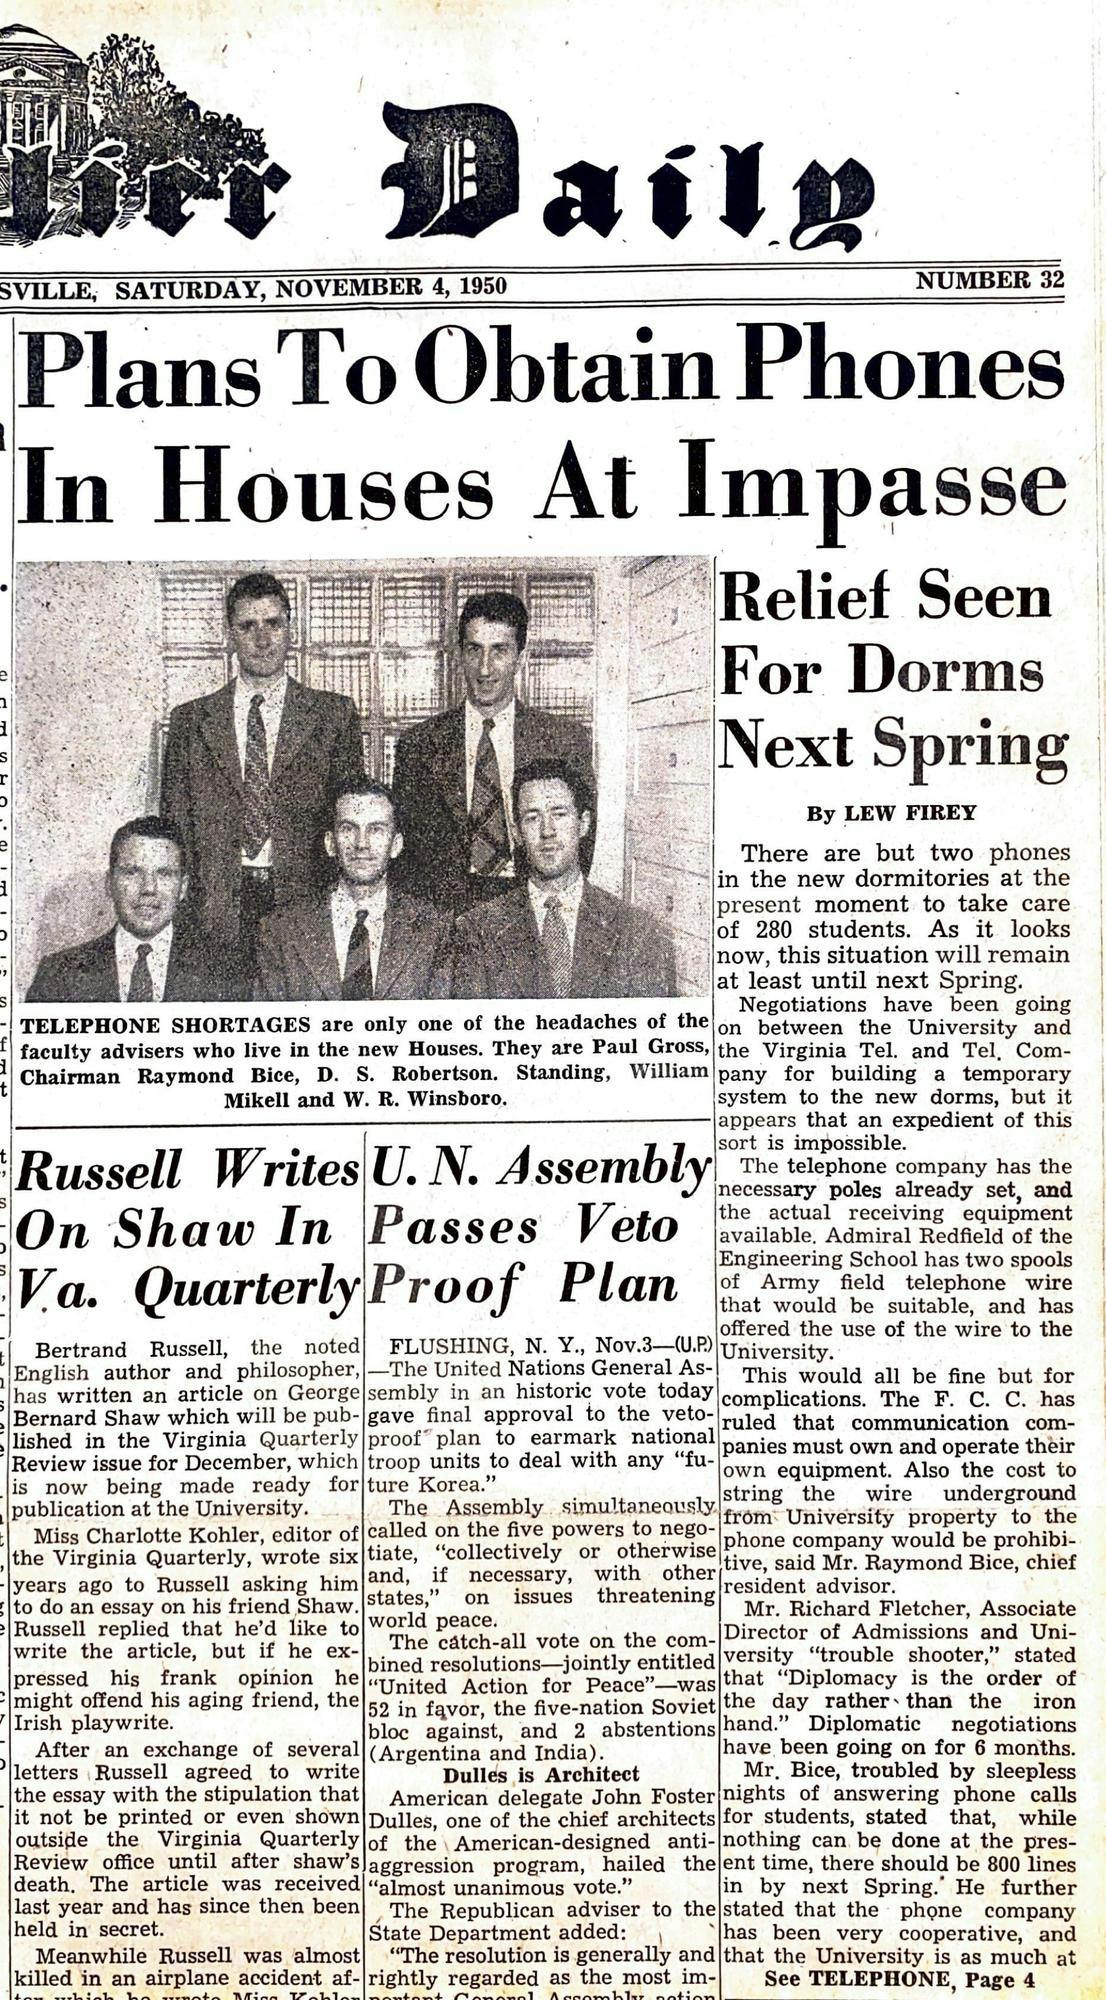 lier Daily
SVILLE, SATURDAY, NOVEMBER 4, 1950
NUMBER 32
Plans To Obtain Phones
In Houses At Impasse
TELEPHONE SHORTAGES are only one of the headaches of the
faculty advisers who live in the new Houses. They are Paul Gross,
Chairman Raymond Bice, D. S. Robertson. Standing, William
Mikell and W. R. Winsboro.
Relief Seen
For Dorms
Next Spring
By LEW FIREY
There are but two phones
in the new dormitories at the
present moment to take care
of 280 students. As it looks
now, this situation will remain
at least until next Spring.
Negotiations have been going
on between the University and
the Virginia Tel. and Tel. Com-
pany for building a temporary
system to the new dorms, but it
appears that an expedient of this
sort is impossible.
The telephone company has the
necessary poles already set, and
the actual receiving equipment
available. Admiral Redfield of the
Engineering School has two spools
of Army field telephone wire
that would be suitable, and has
offered the use of the wire to the
University.
This would all be fine but for
complications. The F. C. C. has
ruled that communication com-
panies must own and operate their
own equipment. Also the cost to
string the wire underground
from University property to the
phone company would be prohibi-
tive, said Mr. Raymond Bice, chief
resident advisor.
Mr. Richard Fletcher, Associate
Director of Admissions and Uni-
versity "trouble shooter," stated
that "Diplomacy is the order of
the day rather than the iron
hand." Diplomatic negotiations
have been going on for 6 months.
Mr. Bice, troubled by sleepless
nights of answering phone calls
for students, stated that, while
nothing can be done at the pres-
ent time, there should be 800 lines
in by next Spring. He further
stated that the phone company
has been very cooperative, and
that the University is as much at
See TELEPHONE, Page 4
Russell Writes
On Shaw In
Va. Quarterly
Bertrand Russell, the noted
English author and philosopher,
has written an article on George
Bernard Shaw which will be pub-
lished in the Virginia Quarterly
Review issue for December, which
is now being made ready for
publication at the University.
Miss Charlotte Kohler, editor of
the Virginia Quarterly, wrote six
years ago to Russell asking him
to do an essay on his friend Shaw.
Russell replied that he'd like to
write the article, but if he ex-
pressed his frank opinion he
might offend his aging friend, the
Irish playwrite.
After an exchange of several
letters Russell agreed to write
the essay with the stipulation that
it not be printed or even shown
outside the Virginia Quarterly
Review office until after shaw's
death. The article was received
last year and has since then been
held in secret.
Meanwhile Russell was almost
killed in an airplane accident af-
ter which he wrote Miss Kohler
U. N. Assembly
Passes Veto
Proof Plan
FLUSHING, N. Y., Nov.3—(U.P.)
—The United Nations General As-
sembly in an historic vote today
gave final approval to the veto-
proof plan to earmark national
troop units to deal with any "fu-
ture Korea."
The Assembly simultaneously
called on the five powers to nego-
tiate, "collectively or otherwise
and, if necessary, with other
states," on issues threatening
world peace.
The catch-all vote on the com-
bined resolutions—jointly entitled
"United Action for Peace"—was
52 in favor, the five-nation Soviet
bloc against, and 2 abstentions
(Argentina and India).
Dulles is Architect
American delegate John Foster
Dulles, one of the chief architects
of the American-designed anti-
aggression program, hailed the
"almost unanimous vote."
The Republican adviser to the
State Department added:
"The resolution is generally and
rightly regarded as the most im-
portant General Assembly action